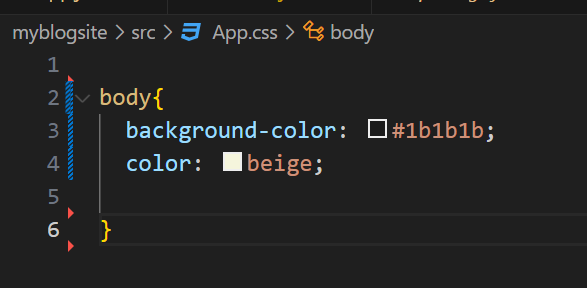 myblogsite > src > App.css > body
1
2 body{
3 background-color: #1b1b1b;
4 color: beige;
5
6 }